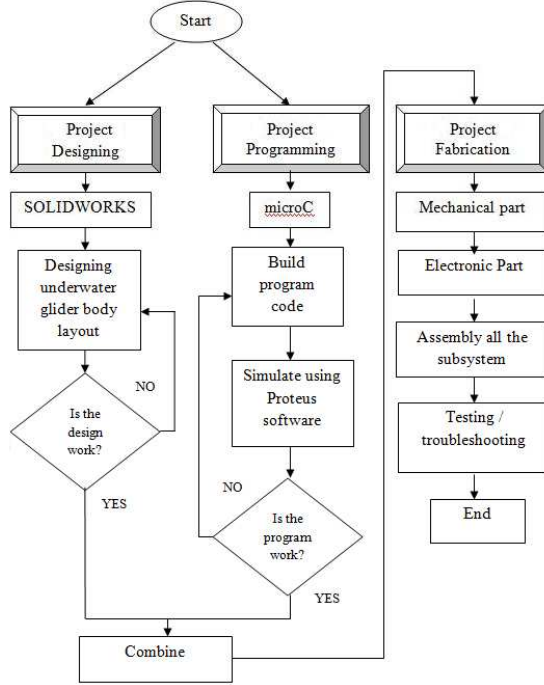 Start
Project
Designing
SOLIDWORKS
Designing
underwater
glider body
layout
NO
Is the
design
work?
YES
Project
Programming
microC
Build
program
code
Simulate using
Proteus
software
NO
Is the
program
work?
YES
Combine
Project
Fabrication
Mechanical part
Electronic Part
Assembly all the
subsystem
Testing /
troubleshooting
End